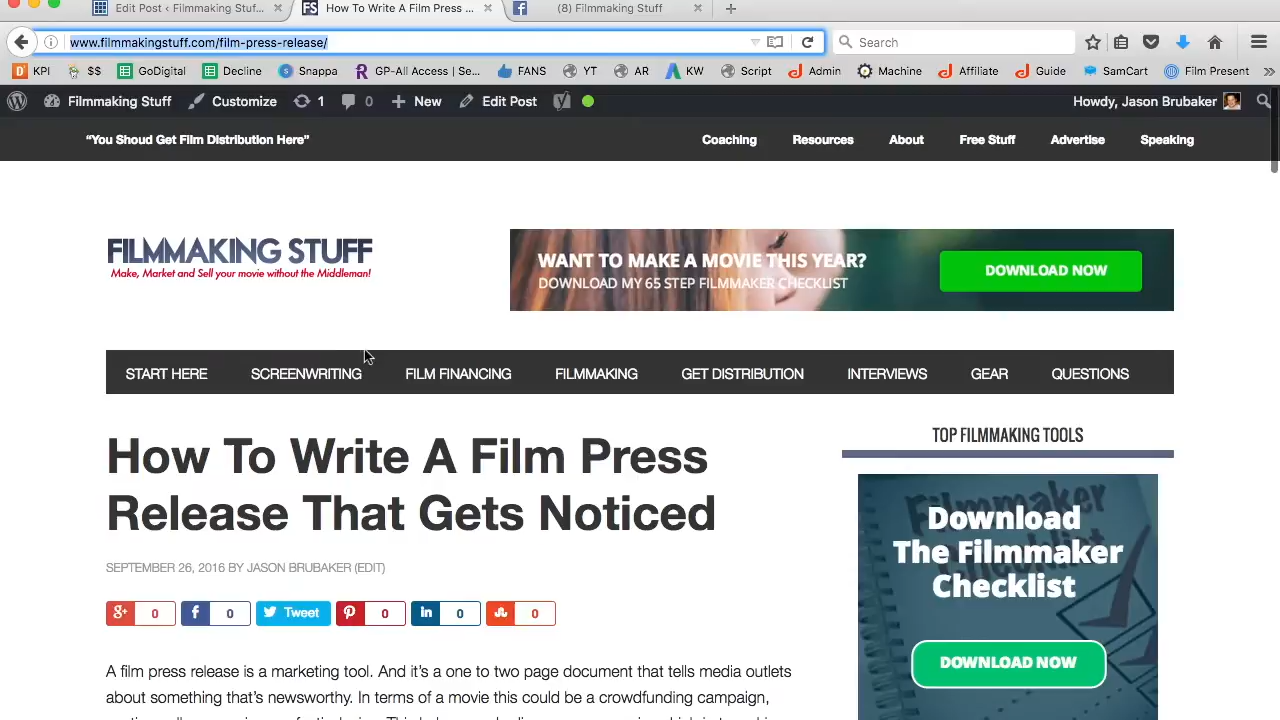 Edit Post ‹ Filmmaking Stuf...
FS How To Write A Film Press ...
(8) Filmmaking Stuff
www.filmmakingstuff.com/film-press-release/
Search
KPI $$ GoDigital Decline Snappa GP-All Access | Se... FANS YT AR KW Script Admin Machine Affiliate Guide SamCart Film Present
Filmmaking Stuff Customize 1 0 New Edit Post Howdy, Jason Brubaker
“You Shoud Get Film Distribution Here” Coaching Resources About Free Stuff Advertise Speaking
FILMMAKING STUFF
Make, Market and Sell your movie without the Middleman!
WANT TO MAKE A MOVIE THIS YEAR?
DOWNLOAD MY 65 STEP FILMMAKER CHECKLIST
DOWNLOAD NOW
START HERE SCREENWRITING FILM FINANCING FILMMAKING GET DISTRIBUTION INTERVIEWS GEAR QUESTIONS
How To Write A Film Press
Release That Gets Noticed
SEPTEMBER 26, 2016 BY JASON BRUBAKER (EDIT)
0 0 Tweet 0 0 0
A film press release is a marketing tool. And it’s a one to two page document that tells media outlets
about something that’s newsworthy. In terms of a movie this could be a crowdfunding campaign,
TOP FILMMAKING TOOLS
Filmmaker
Checklist
Download
The Filmmaker
Checklist
DOWNLOAD NOW